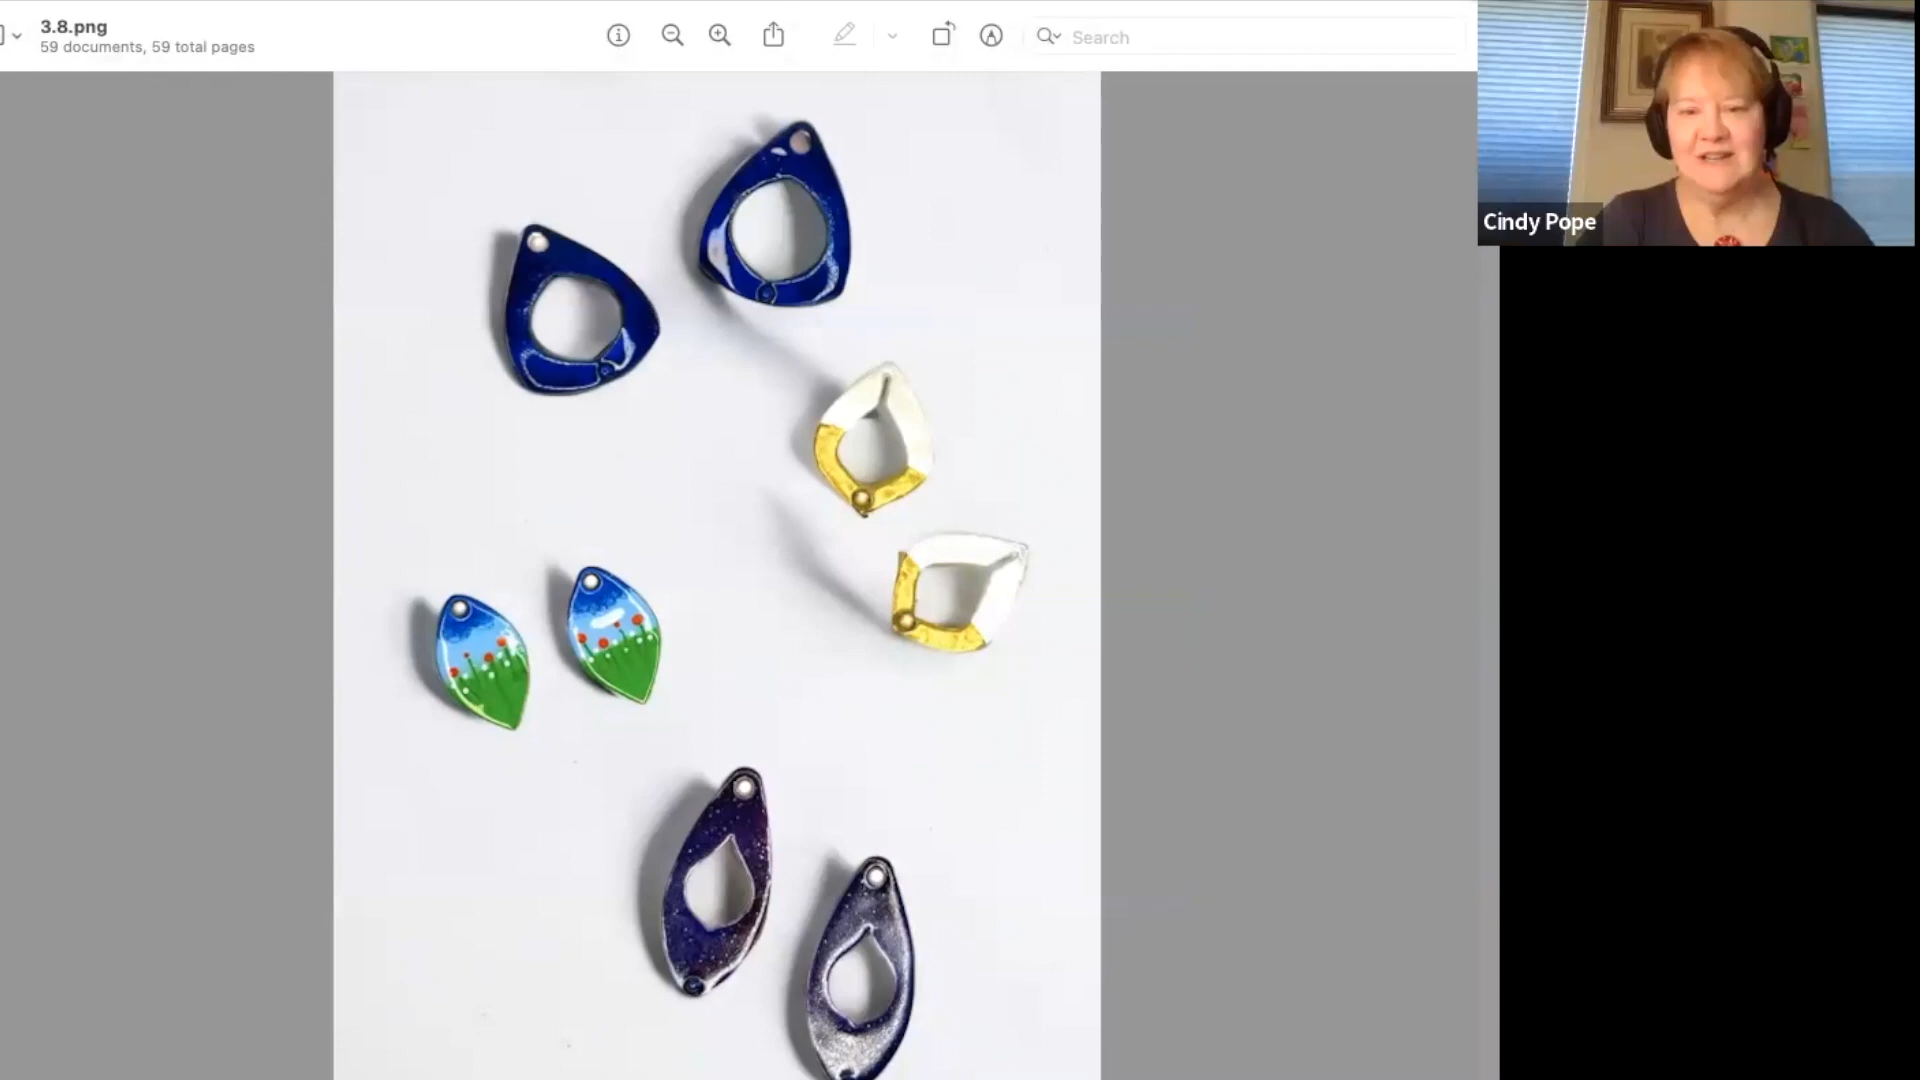 3.8.png
59 documents, 59 total pages
Search
Cindy Pope